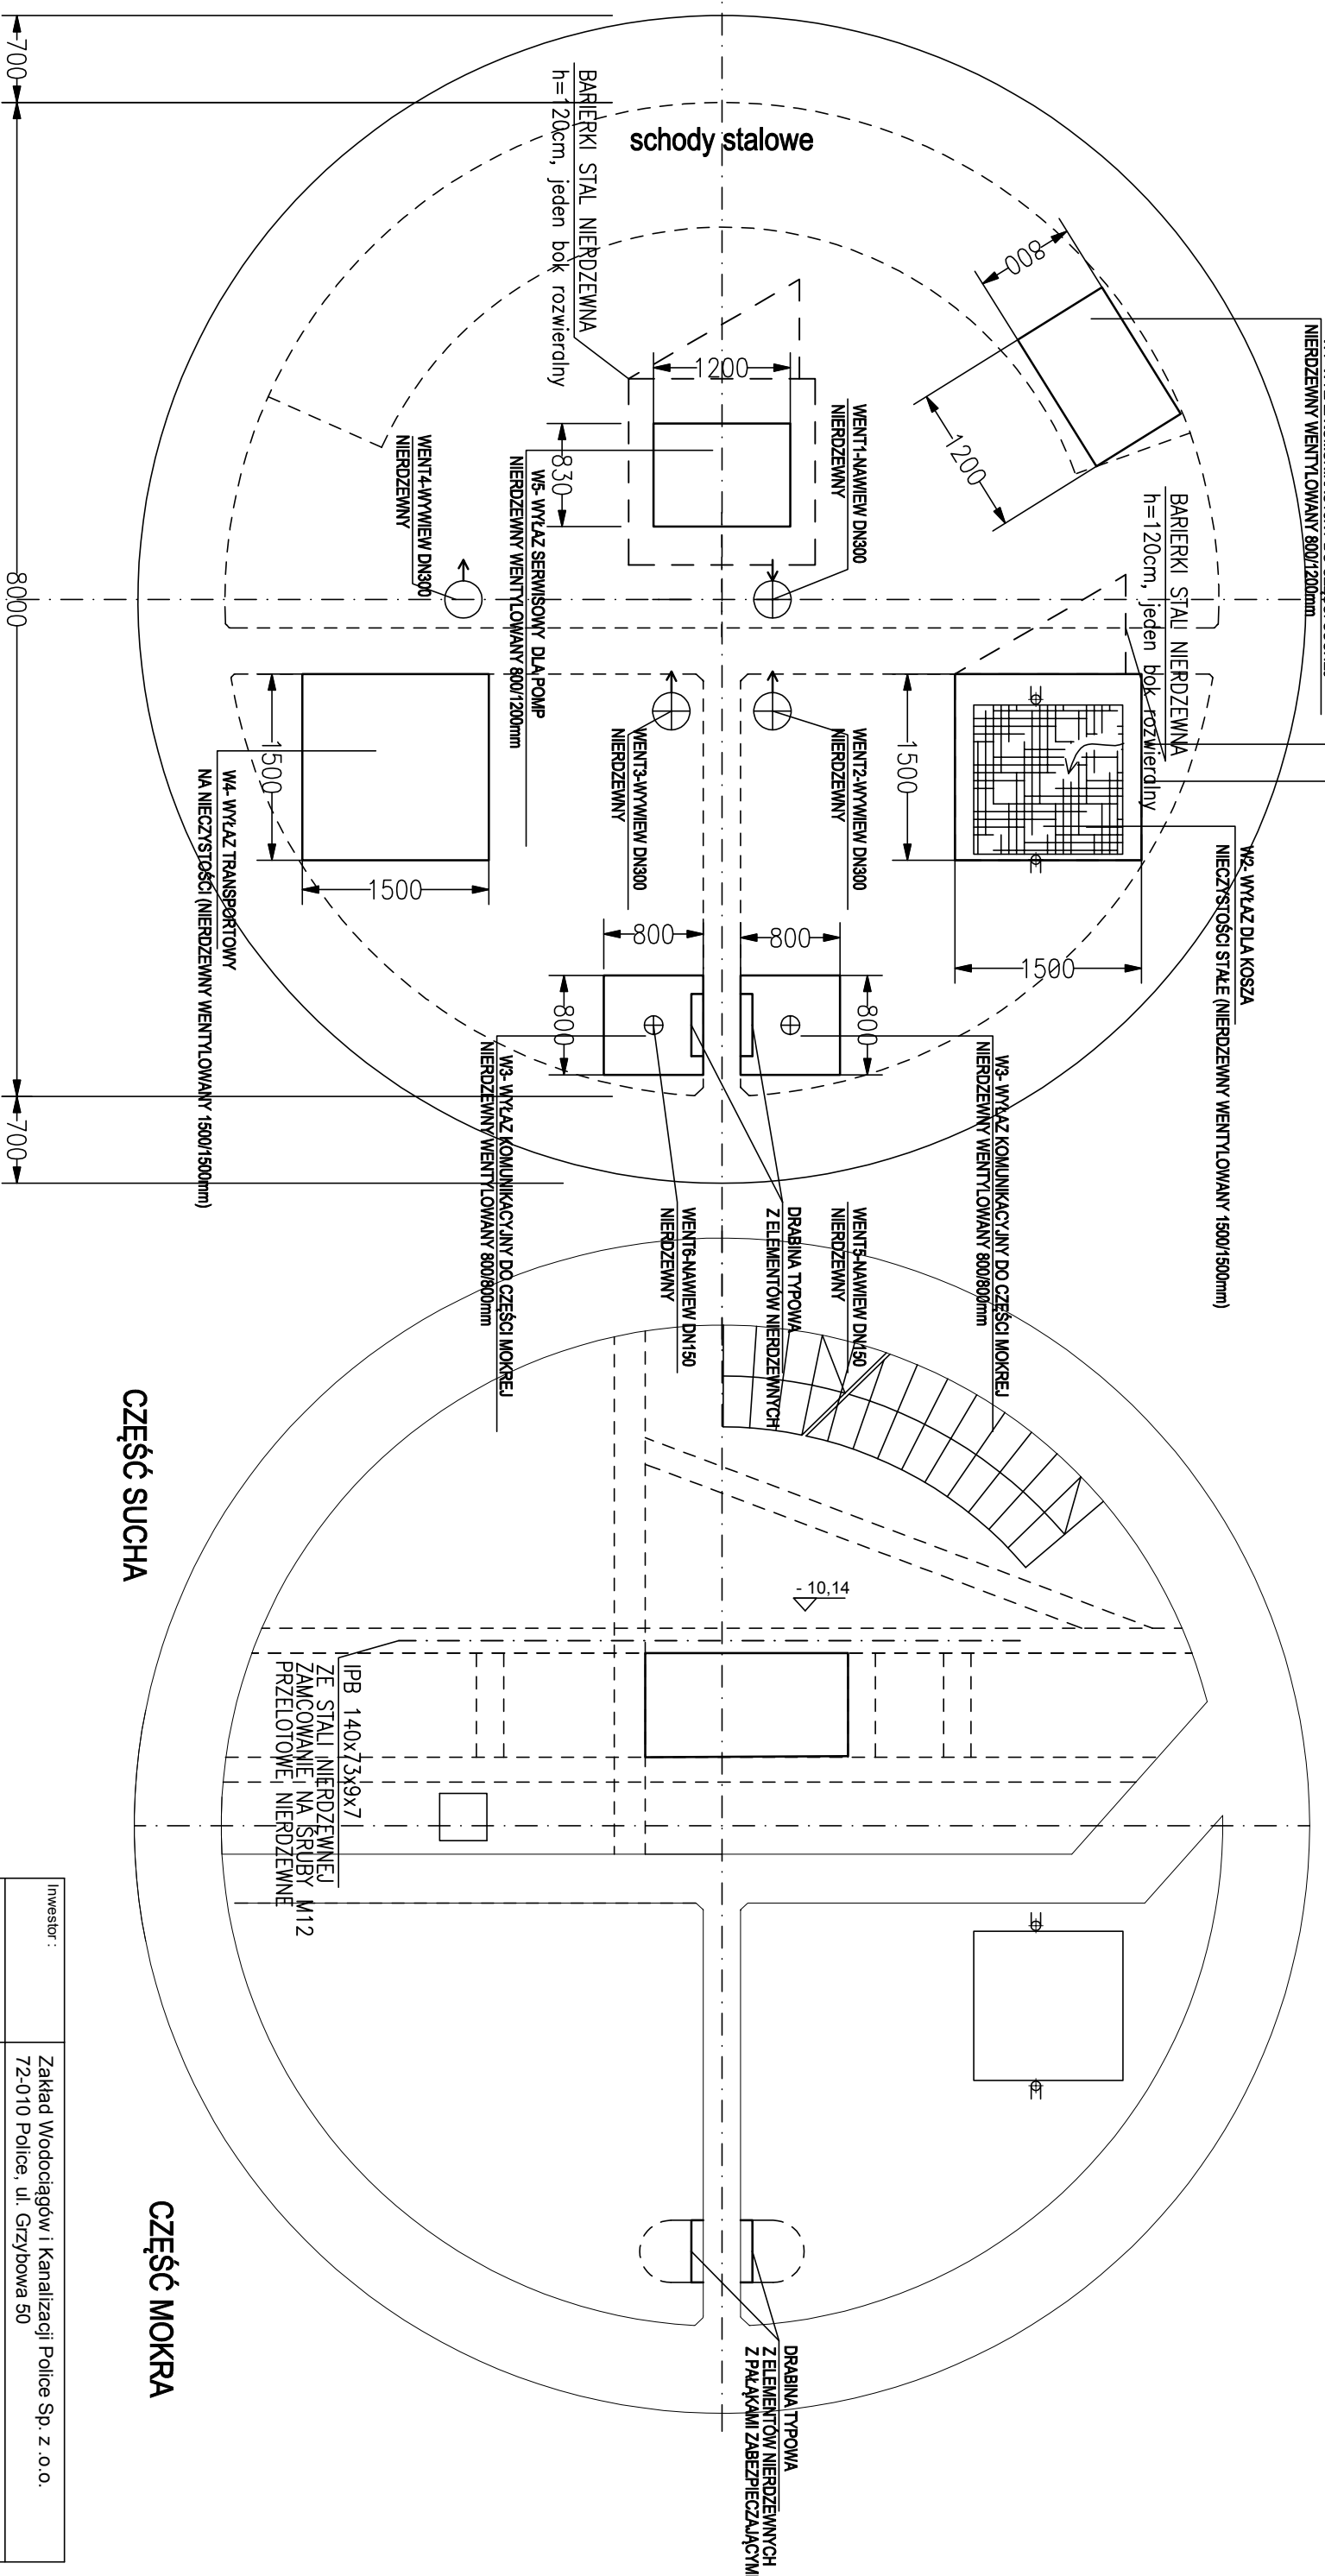 NIERDZEWNY WENTYLOWANY 800/1200mm
W2- WYŁAZ DLA KOSZA
NIECZYSTOŚCI STAŁE (NIERDZEWNY WENTYLOWANY 1500/1500mm)
BARIERKI STAL NIERDZEWNA
h=120cm, jeden bok rozwieralny
800
1200
1500
1500
schody stalowe
BARIERKI STAL NIERDZEWNA
h=120cm, jeden bok rozwieralny
1200
830
WENT1-NAWIEW DN300
NIERDZEWNY
WENT2-WYWIEW DN300
NIERDZEWNY
WENT3-WYWIEW DN300
NIERDZEWNY
WENT4-WYWIEW DN300
NIERDZEWNY
W5- WYŁAZ SERWISOWY DLA POMP
NIERDZEWNY WENTYLOWANY 800/1200mm
1500
1500
W4- WYŁAZ TRANSPORTOWY
NA NIECZYSTOŚCI (NIERDZEWNY WENTYLOWANY 1500/1500mm)
800
800
800
800
W3- WYŁAZ KOMUNIKACYJNY DO CZĘŚCI MOKREJ
NIERDZEWNY WENTYLOWANY 800/800mm
WENT5-NAWIEW DN150
NIERDZEWNY
DRABINA TYPOWA
Z ELEMENTÓW NIERDZEWNYCH
WENT6-NAWIEW DN150
NIERDZEWNY
W3- WYŁAZ KOMUNIKACYJNY DO CZĘŚCI MOKREJ
NIERDZEWNY WENTYLOWANY 800/800mm
700
8000
700
- 10,14
IPB 140x73x9x7
ZE STALI NIERDZEWNEJ
ZAMCOWANIE NA ŚRUBY M12
PRZELOTOWE NIERDZEWNE
DRABINA TYPOWA
Z ELEMENTÓW NIERDZEWNYCH
Z PAŁĄKAMI ZABEZPIECZAJĄCYM
CZĘŚĆ SUCHA
CZĘŚĆ MOKRA
Inwestor :
Zakład Wodociągów i Kanalizacji Police Sp. z .o.o.
72-010 Police, ul. Grzybowa 50